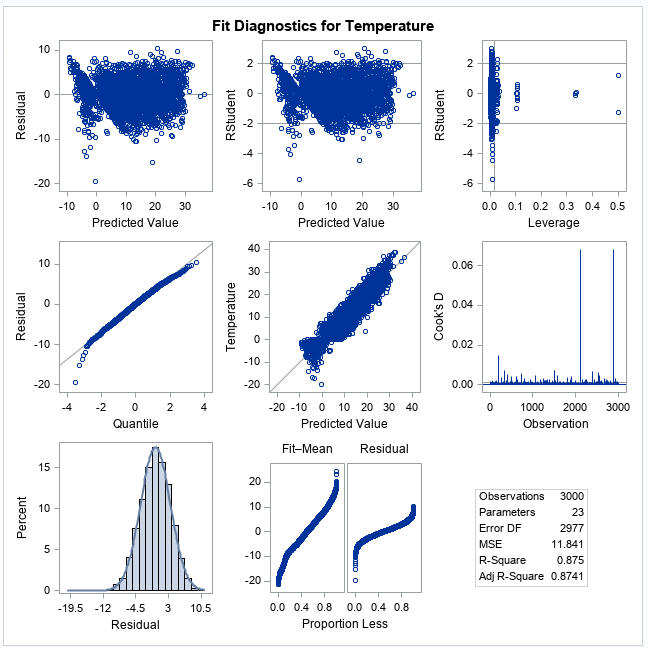 Fit Diagnostics for Temperature
10
0
-10
-20
Residual
-10 0 10 20 30
Predicted Value
2
0
-2
-4
-6
RStudent
-10 0 10 20 30
Predicted Value
2
0
-2
-4
-6
RStudent
0.0 0.1 0.2 0.3 0.4 0.5
Leverage
10
0
-10
-20
Residual
-4 -2 0 2 4
Quantile
40
30
20
10
0
-10
-20
Temperature
-20 -10 0 10 20 30 40
Predicted Value
0.06
0.04
0.02
0.00
Cook's D
0 1000 2000 3000
Observation
15
10
5
0
Percent
-19.5 -12 -4.5 3 10.5
Residual
Fit–Mean Residual
20
10
0
-10
-20
0.0 0.4 0.8 0.0 0.4 0.8
Proportion Less
Observations 3000
Parameters 23
Error DF 2977
MSE 11.841
R-Square 0.875
Adj R-Square 0.8741